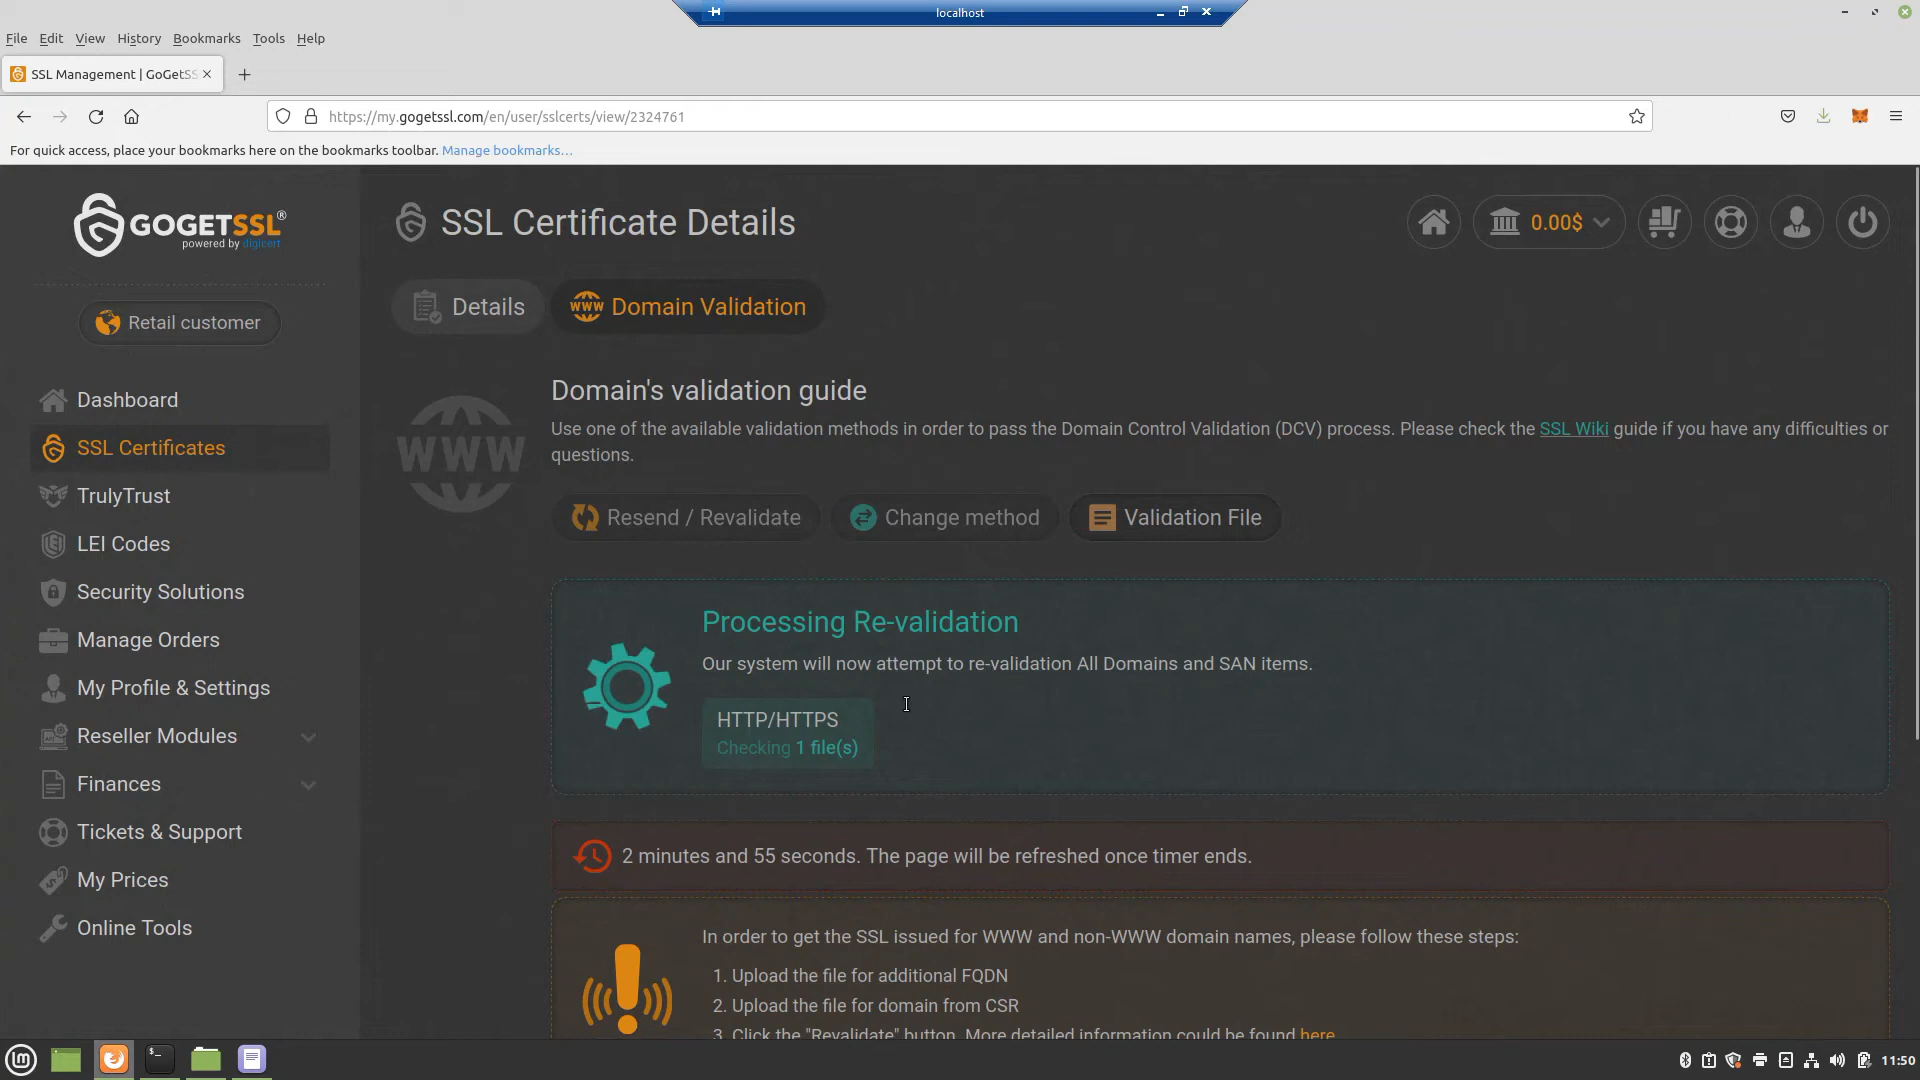 localhost
File Edit View History Bookmarks Tools Help
SSL Management | GoGetSS
https://my.gogetssl.com/en/user/sslcerts/view/2324761
For quick access, place your bookmarks here on the bookmarks toolbar. Manage bookmarks…
GOGETSSL®
powered by digicert
SSL Certificate Details
0.00$
Retail customer
Details
WWW Domain Validation
Dashboard
SSL Certificates
TrulyTrust
LEI Codes
Security Solutions
Manage Orders
My Profile & Settings
Reseller Modules
Finances
Tickets & Support
My Prices
Online Tools
WWW
Domain's validation guide
Use one of the available validation methods in order to pass the Domain Control Validation (DCV) process. Please check the SSL Wiki guide if you have any difficulties or
questions.
Resend / Revalidate
Change method
Validation File
Processing Re-validation
Our system will now attempt to re-validation All Domains and SAN items.
HTTP/HTTPS
Checking 1 file(s)
2 minutes and 55 seconds. The page will be refreshed once timer ends.
In order to get the SSL issued for WWW and non-WWW domain names, please follow these steps:
1. Upload the file for additional FQDN
2. Upload the file for domain from CSR
3. Click the "Revalidate" button. More detailed information could be found here
11:50